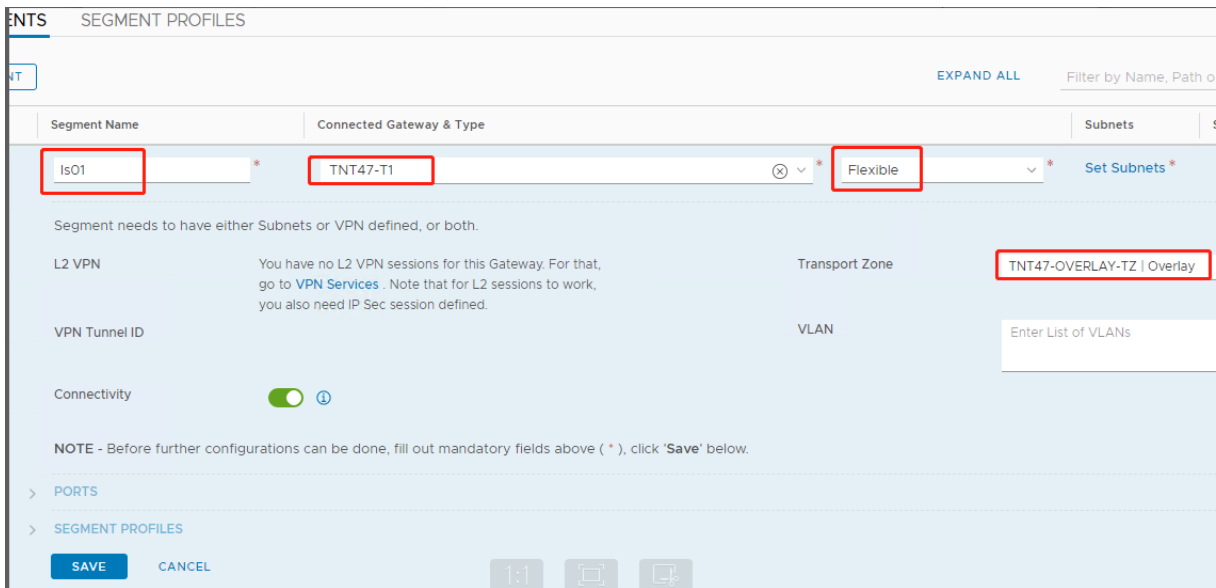 ENTS SEGMENT PROFILES
NT EXPAND ALL Filter by Name, Path o
Segment Name Connected Gateway & Type Subnets S
ls01 * TNT47-T1 * Flexible * Set Subnets *
Segment needs to have either Subnets or VPN defined, or both.
L2 VPN You have no L2 VPN sessions for this Gateway. For that, Transport Zone TNT47-OVERLAY-TZ | Overlay
go to VPN Services . Note that for L2 sessions to work,
you also need IP Sec session defined.
VPN Tunnel ID VLAN Enter List of VLANs
Connectivity
NOTE - Before further configurations can be done, fill out mandatory fields above ( * ), click 'Save' below.
PORTS
SEGMENT PROFILES
SAVE CANCEL 1:1